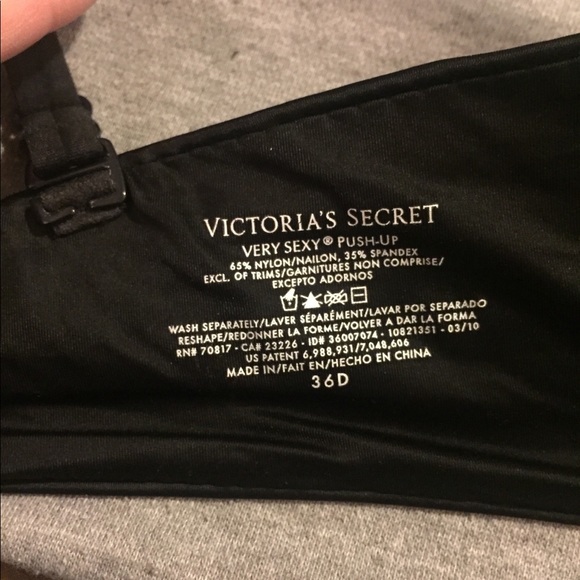 VICTORIA'S SECRET
VERY SEXY® PUSH-UP
65% NYLON/NAILON, 35% SPANDEX
EXCL. OF TRIMS/GARNITURES NON COMPRISE/
EXCEPTO ADORNOS
WASH SEPARATELY/LAVER SÉPARÉMENT/LAVAR POR SEPARADO
RESHAPE/REDONNER LA FORME/VOLVER A DAR LA FORMA
RN# 70817 - CA# 23226 - ID# 36007074 - 10821351 - 03/10
US PATENT 6,988,931/7,048,606
MADE IN/FAIT EN/HECHO EN CHINA
36D